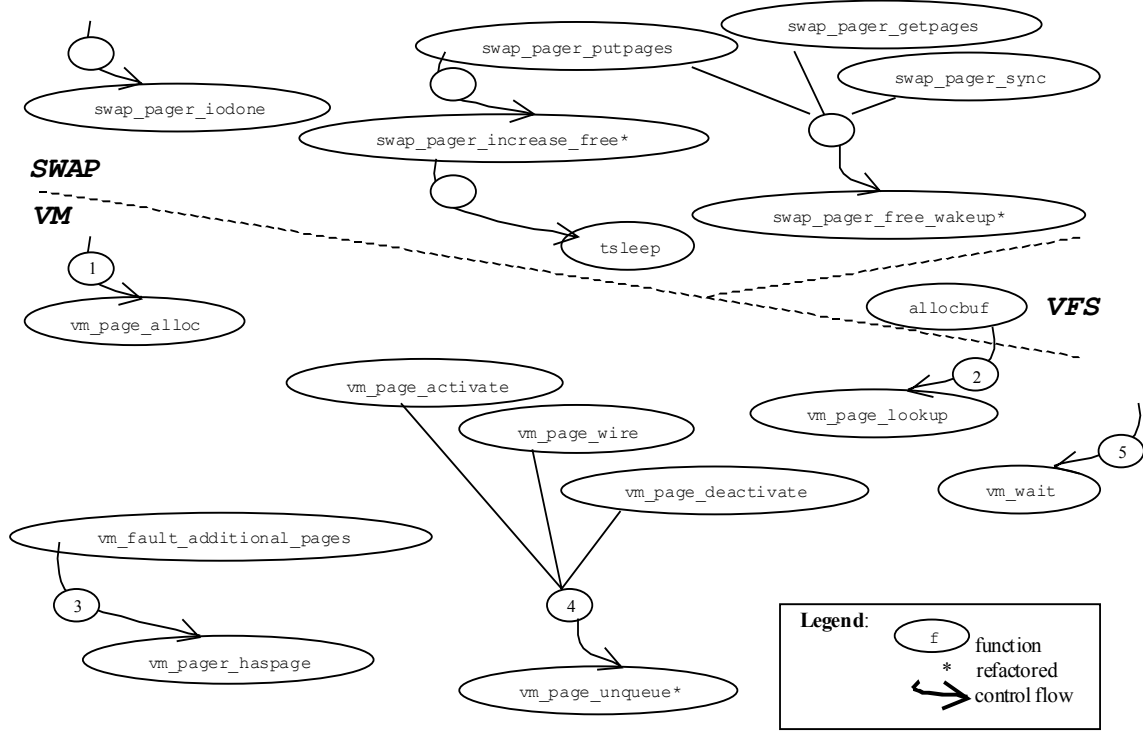 swap_pager_getpages
swap_pager_putpages
swap_pager_sync
swap_pager_iodone
swap_pager_increase_free*
SWAP
swap_pager_free_wakeup*
VM
tsleep
1
vm_page_alloc
allocbuf
VFS
2
vm_page_activate
vm_page_lookup
vm_page_wire
5
vm_page_deactivate
vm_wait
vm_fault_additional_pages
3
4
vm_pager_haspage
vm_page_unqueue*
Legend:
f function
* refactored
control flow